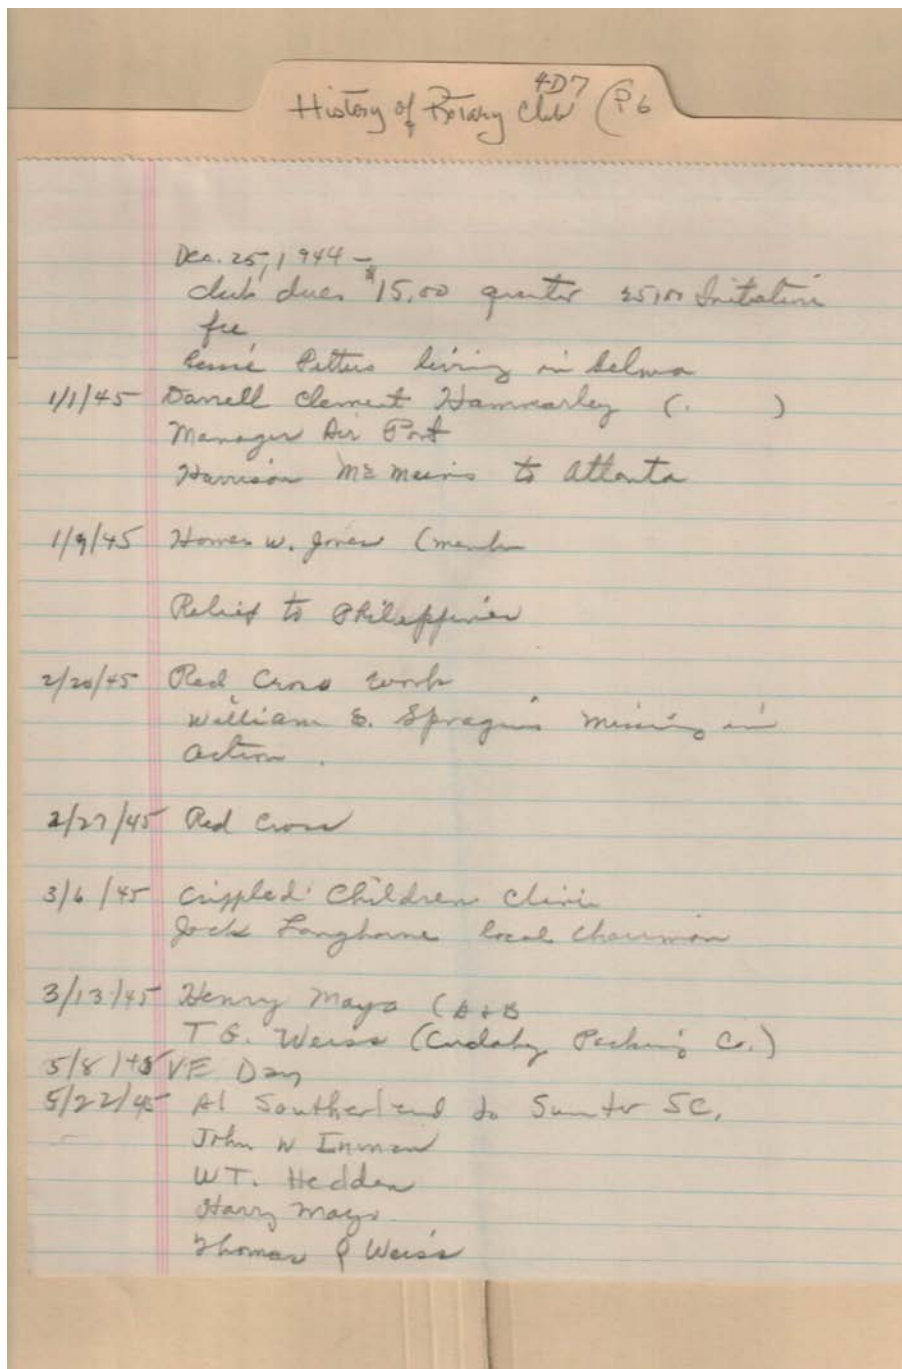 4D7
History of Rotary Club (P6
Dec. 25, 1944 -
club dues $15.00 quarter 25.00 Initiation
fee
Pettus living in Selma
1/1/45 Darrell Clement Hammarley ( )
Manager Air Port
Harrison to Atlanta
1/9/45 Homer W. Jones (member
Relief to Philippines
2/20/45 Red Cross work
William E. Spragins missing in
action.
2/27/45 Red Cross
3/6/45 Crippled Children Clinic
Jack Langhorne local chairman
3/13/45 Henry Mays (A+B
T G. Weiss (Cudahy Packing Co.)
5/8/45 VE Day
5/22/45 Al Southerland to Sumter SC,
John W Inman
WT. Hedden
Harry Mays.
Thomas Weiss